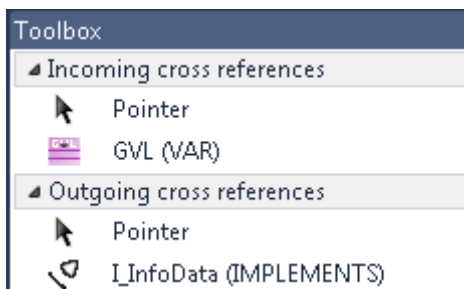 Toolbox
Incoming cross references
Pointer
GVL (VAR)
Outgoing cross references
Pointer
I_InfoData (IMPLEMENTS)